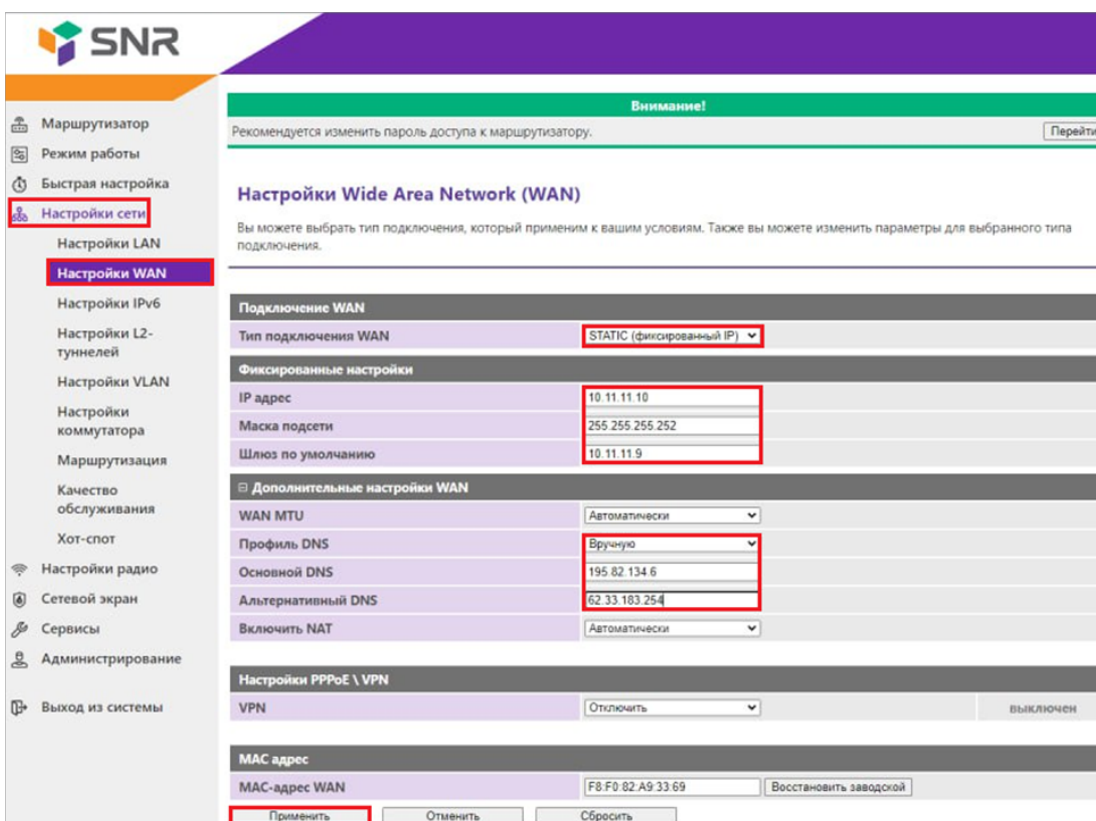 SNR
Внимание!
Рекомендуется изменить пароль доступа к маршрутизатору.
Перейти
Маршрутизатор
Режим работы
Быстрая настройка
Настройки сети
Настройки LAN
Настройки WAN
Настройки IPv6
Настройки L2-
туннелей
Настройки VLAN
Настройки
коммутатора
Маршрутизация
Качество
обслуживания
Хот-спот
Настройки радио
Сетевой экран
Сервисы
Администрирование
Выход из системы
Настройки Wide Area Network (WAN)
Вы можете выбрать тип подключения, который применим к вашим условиям. Также вы можете изменить параметры для выбранного типа
подключения.
Подключение WAN
Тип подключения WAN STATIC (фиксированный IP)
Фиксированные настройки
IP адрес 10.11.11.10
Маска подсети 255.255.255.252
Шлюз по умолчанию 10.11.11.9
Дополнительные настройки WAN
WAN MTU Автоматически
Профиль DNS Вручную
Основной DNS 195.82.134.6
Альтернативный DNS 62.33.183.254
Включить NAT Автоматически
Настройки PPPoE \ VPN
VPN Отключить выключен
MAC адрес
MAC-адрес WAN F8:F0:82:A9:33:69 Восстановить заводской
Применить Отменить Сбросить